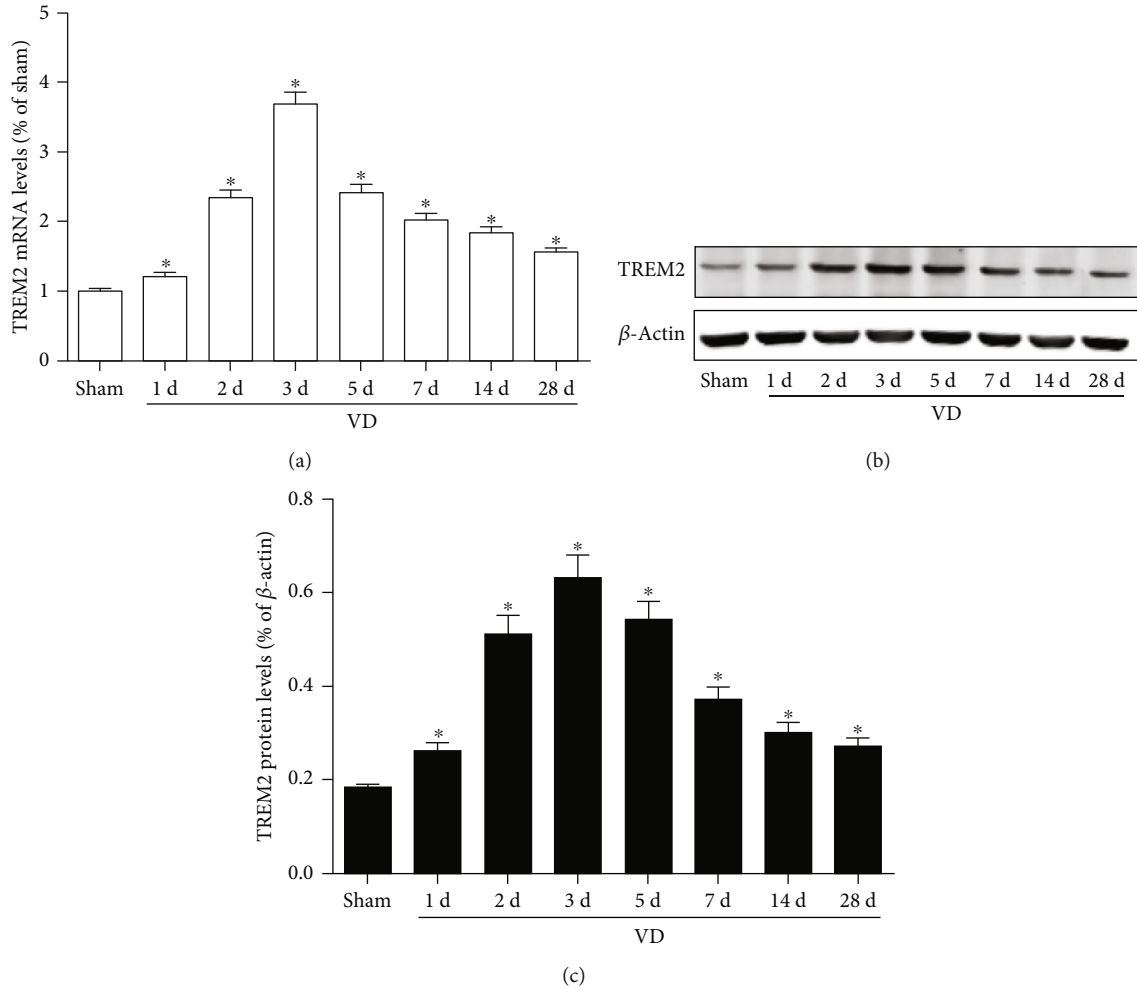 TREM2 mRNA levels (% of sham)
5
4
3
2
1
0
* * * * * * *
Sham 1 d 2 d 3 d 5 d 7 d 14 d 28 d
VD
(a)
TREM2
β-Actin
Sham 1 d 2 d 3 d 5 d 7 d 14 d 28 d
VD
(b)
TREM2 protein levels (% of β-actin)
0.8
0.6
0.4
0.2
0.0
* * * * * * *
Sham 1 d 2 d 3 d 5 d 7 d 14 d 28 d
VD
(c)